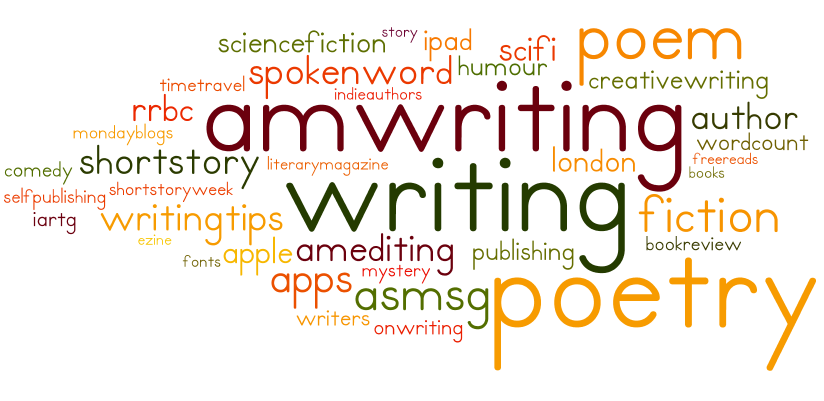 story
sciencefiction
ipad
scifi
poem
spokenword
humour
timetravel
indieauthors
creativewriting
rrbc
amwriting
author
mondayblogs
wordcount
comedy
shortstory
literarymagazine
london
freereads
books
selfpublishing
shortstoryweek
writing
iartg
writingtips
fiction
ezine
amediting
publishing
bookreview
fonts
apple
mystery
apps
asmsg
poetry
writers
onwriting